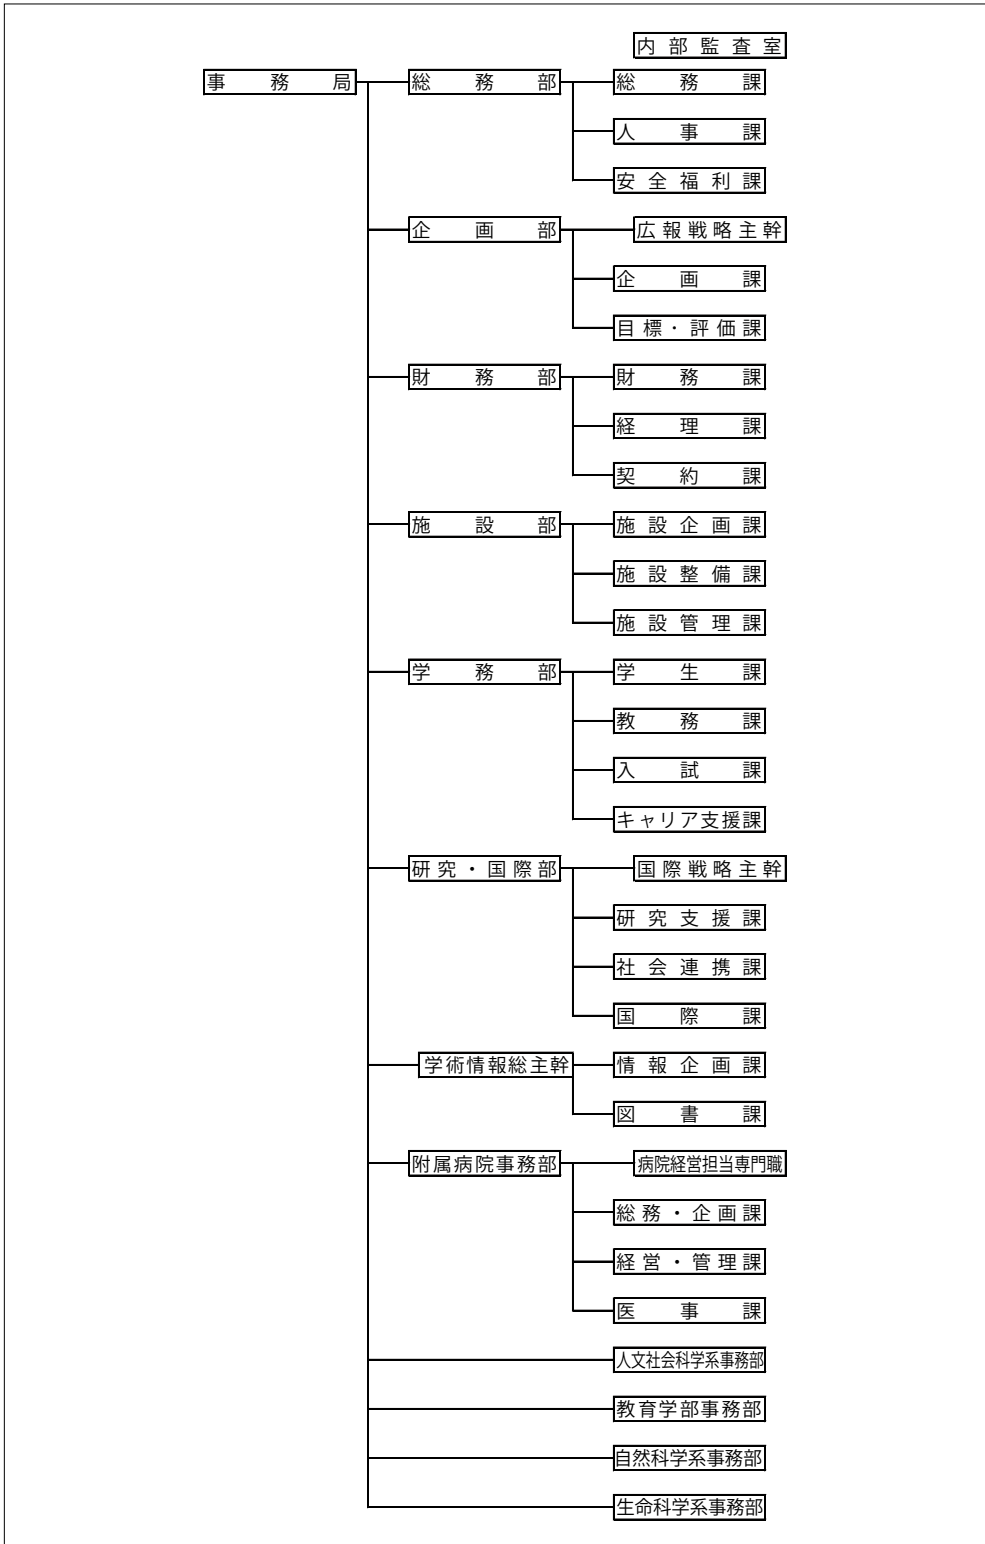 内部監査室
事務局 総務部 総務課
人事課
安全福利課
企画部 広報戦略主幹
企画課
目標・評価課
財務部 財務課
経理課
契約課
施設部 施設企画課
施設整備課
施設管理課
学務部 学生課
教務課
入試課
キャリア支援課
研究・国際部 国際戦略主幹
研究支援課
社会連携課
国際課
学術情報総主幹 情報企画課
図書課
附属病院事務部 病院経営担当専門職
総務・企画課
経営・管理課
医事課
人文社会科学系事務部
教育学部事務部
自然科学系事務部
生命科学系事務部